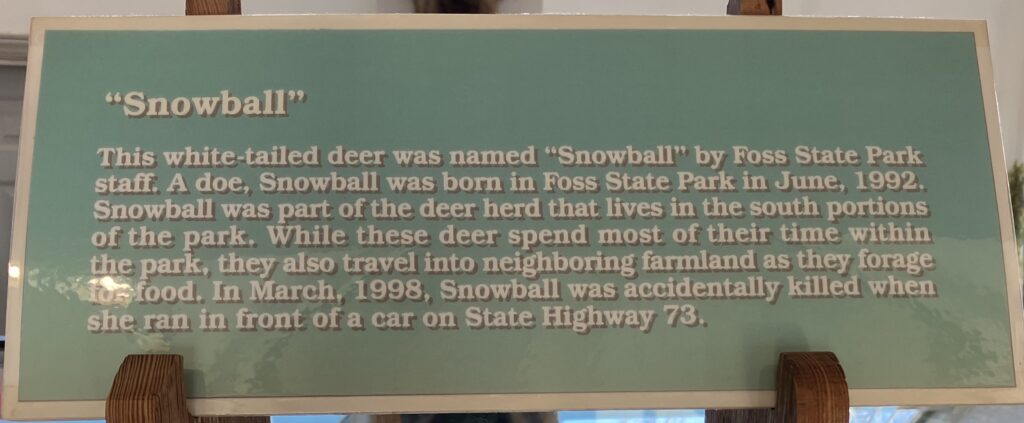 “Snowball”
This white-tailed deer was named “Snowball” by Foss State Park
staff. A doe, Snowball was born in Foss State Park in June, 1992.
Snowball was part of the deer herd that lives in the south portions
of the park. While these deer spend most of their time within
the park, they also travel into neighboring farmland as they forage
for food. In March, 1998, Snowball was accidentally killed when
she ran in front of a car on State Highway 73.